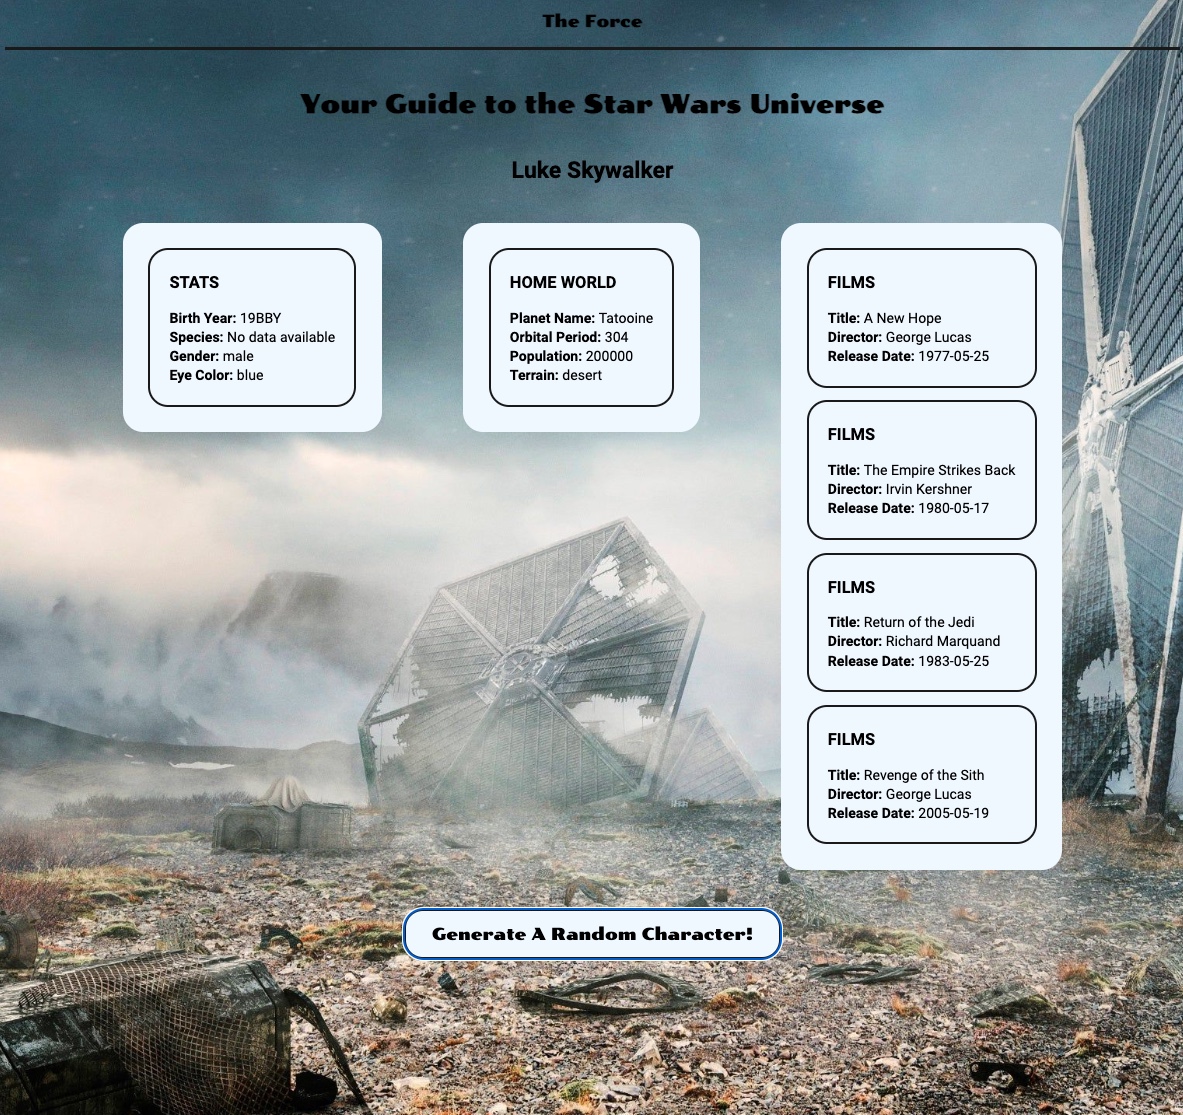 The Force
Your Guide to the Star Wars Universe
Luke Skywalker
STATS
Birth Year: 19BBY
Species: No data available
Gender: male
Eye Color: blue
HOME WORLD
Planet Name: Tatooine
Orbital Period: 304
Population: 200000
Terrain: desert
FILMS
Title: A New Hope
Director: George Lucas
Release Date: 1977-05-25
FILMS
Title: The Empire Strikes Back
Director: Irvin Kershner
Release Date: 1980-05-17
FILMS
Title: Return of the Jedi
Director: Richard Marquand
Release Date: 1983-05-25
FILMS
Title: Revenge of the Sith
Director: George Lucas
Release Date: 2005-05-19
Generate A Random Character!